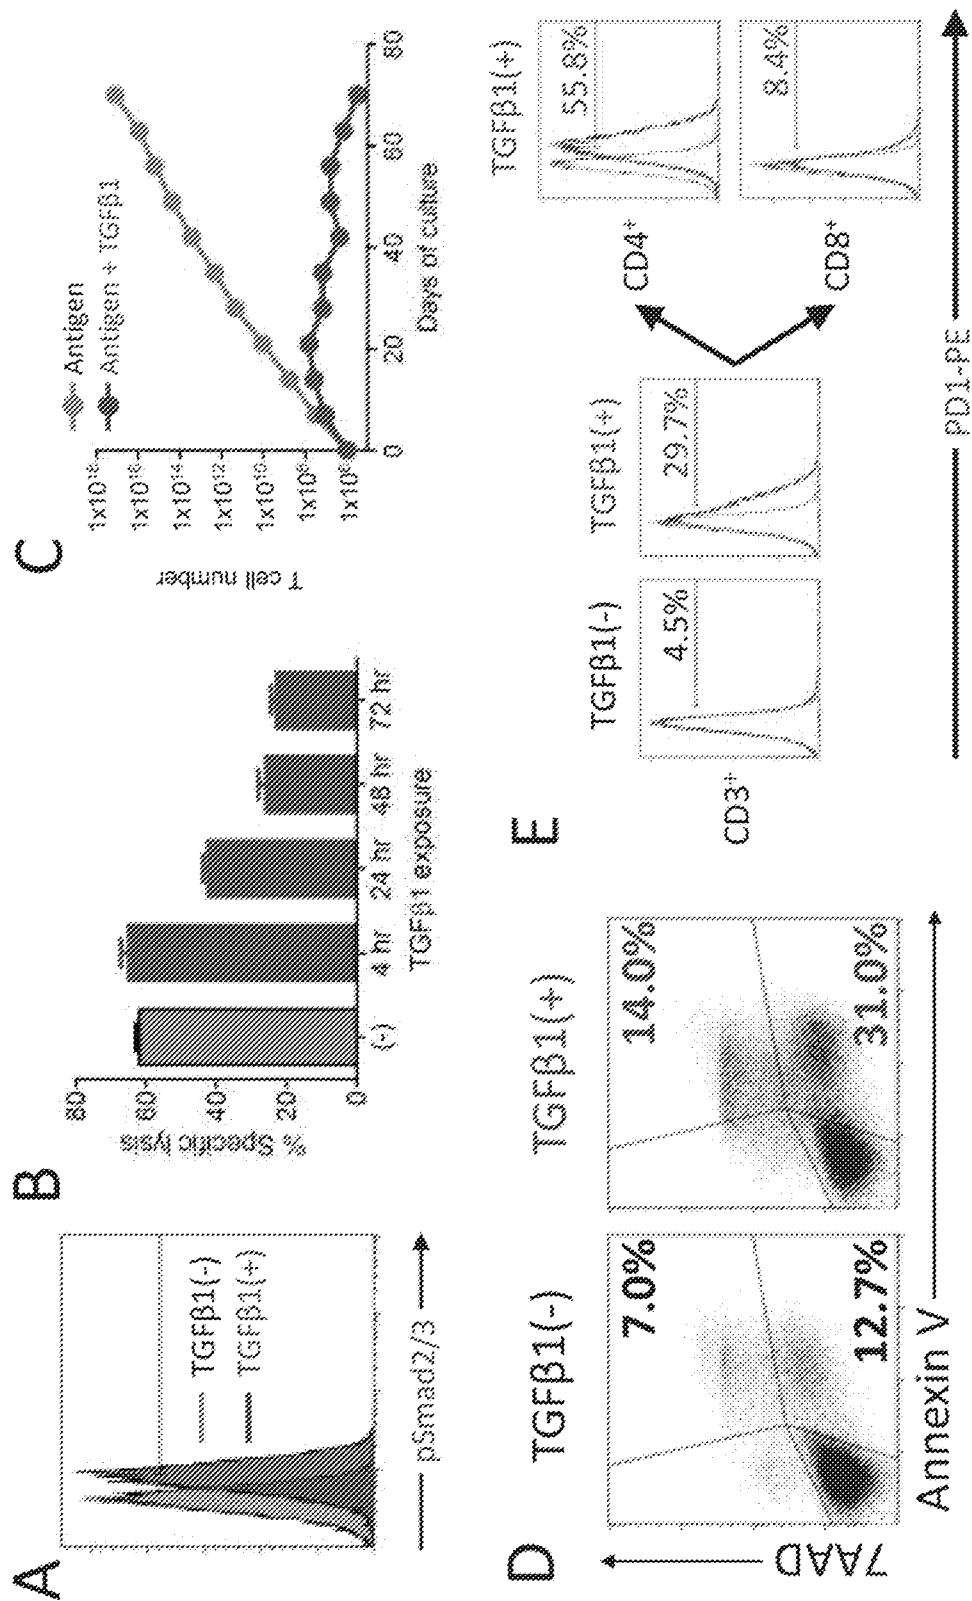 A
TGFβ1(-)
TGFβ1(+)
pSmad2/3
B
% Specific lysis
80
60
40
20
0
(-)
4 hr
24 hr
48 hr
72 hr
TGFβ1 exposure
C
Antigen
Antigen + TGFβ1
T cell number
1x10¹⁸
1x10¹⁶
1x10¹⁴
1x10¹²
1x10¹⁰
1x10⁸
1x10⁶
0
20
40
60
80
Days of culture
D
TGFβ1(-)
TGFβ1(+)
7.0%
12.7%
14.0%
31.0%
7AAD
Annexin V
E
TGFβ1(-)
TGFβ1(+)
TGFβ1(+)
CD3⁺
4.5%
29.7%
CD4⁺
55.8%
CD8⁺
8.4%
PD1-PE